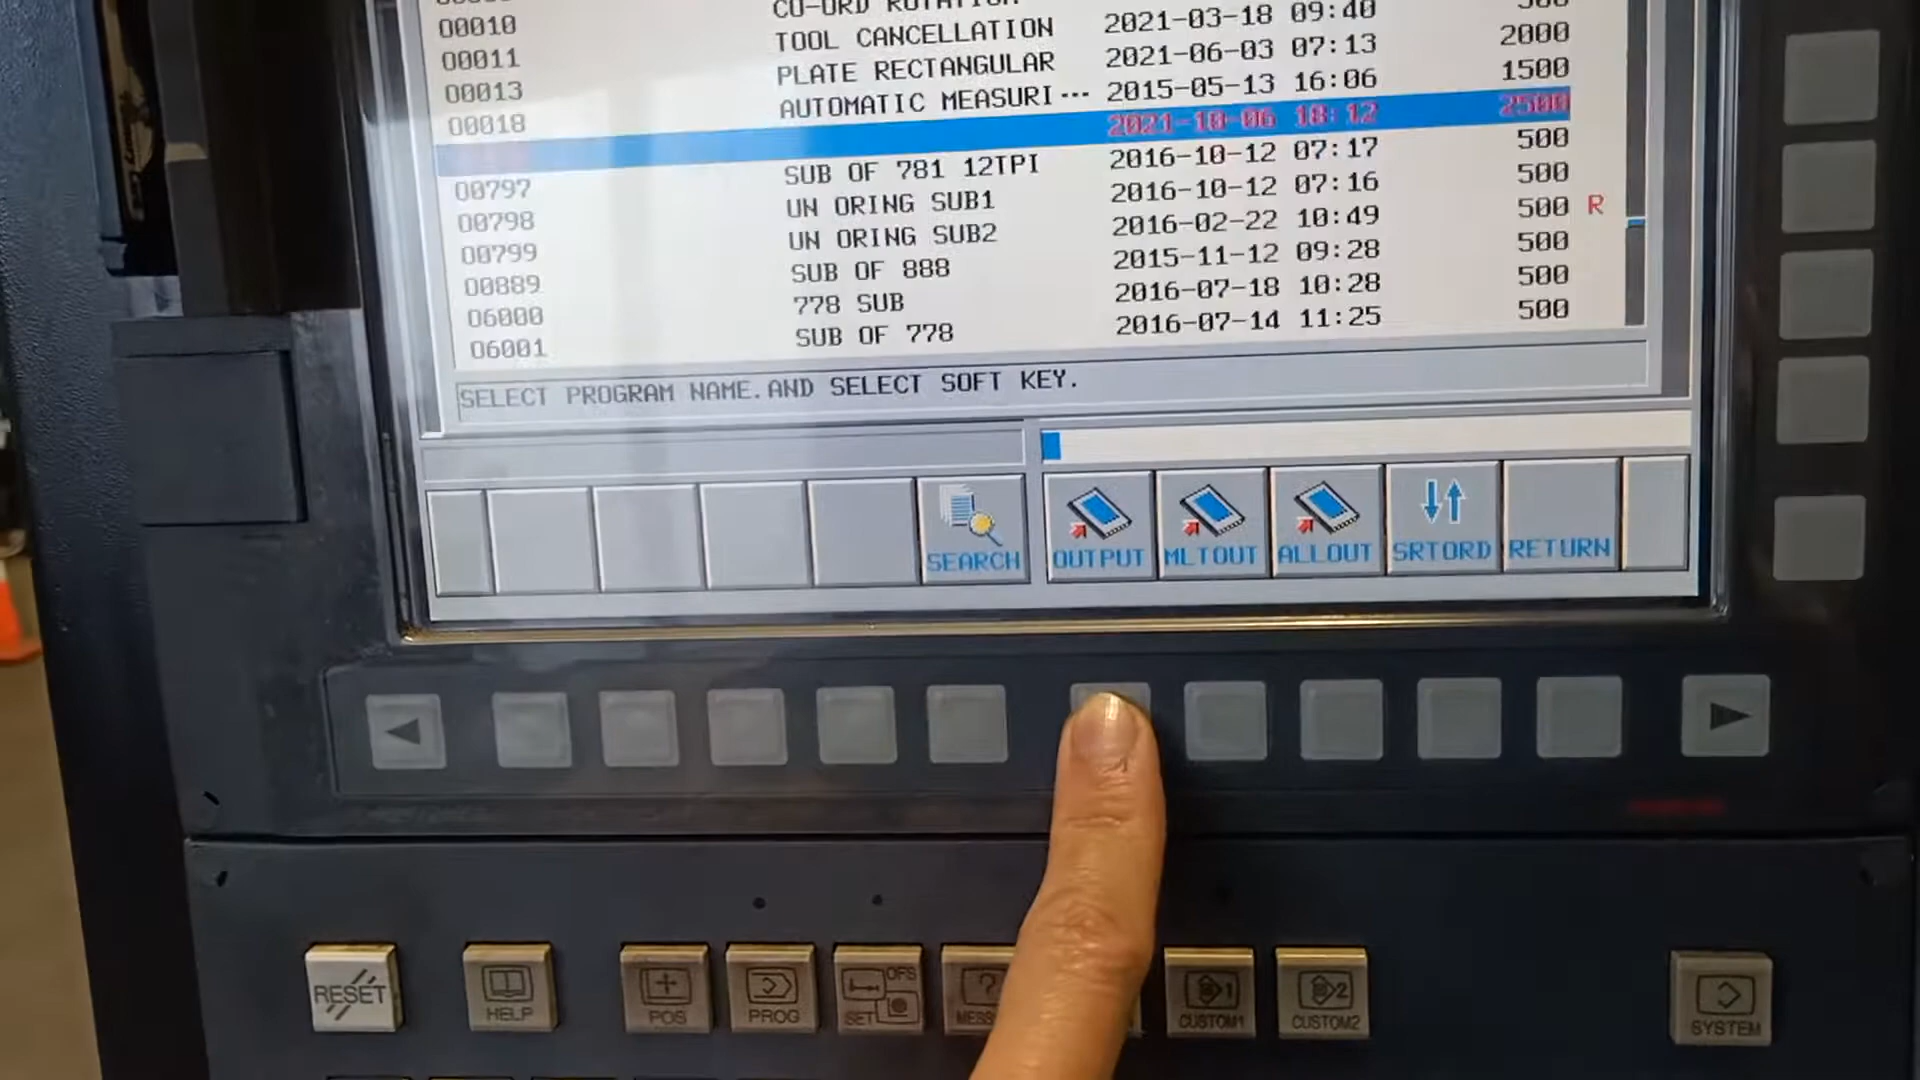 O0010 CO-ORD ROTATION
O0011 TOOL CANCELLATION 2021-03-18 09:40 500
O0013 PLATE RECTANGULAR 2021-06-03 07:13 2000
O0018 AUTOMATIC MEASURI··· 2015-05-13 16:06 1500
2021-10-06 18:12 2500
O0797 SUB OF 781 12TPI 2016-10-12 07:17 500
O0798 UN ORING SUB1 2016-10-12 07:16 500
O0799 UN ORING SUB2 2016-02-22 10:49 500 R
O0889 SUB OF 888 2015-11-12 09:28 500
O6000 778 SUB 2016-07-18 10:28 500
O6001 SUB OF 778 2016-07-14 11:25 500
SELECT PROGRAM NAME.AND SELECT SOFT KEY.
SEARCH OUTPUT MLTOUT ALLOUT SRTORD RETURN
RESET HELP POS PROG OFS SET ? MESS CUSTOM1 CUSTOM2 SYSTEM